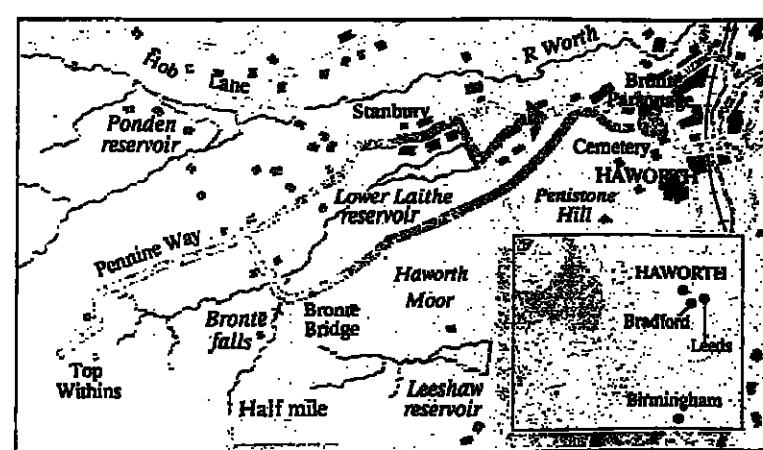 Hob
Lane
R Worth
Bronte
Parsonage
Ponden
reservoir
Stanbury
Cemetery
HAWORTH
Lower Laithe
reservoir
Penistone
Hill
Pennine Way
Haworth
Moor
Bronte
falls
Bronte
Bridge
Top
Withins
Leeshaw
reservoir
Half mile
HAWORTH
Bradford
Leeds
Birmingham